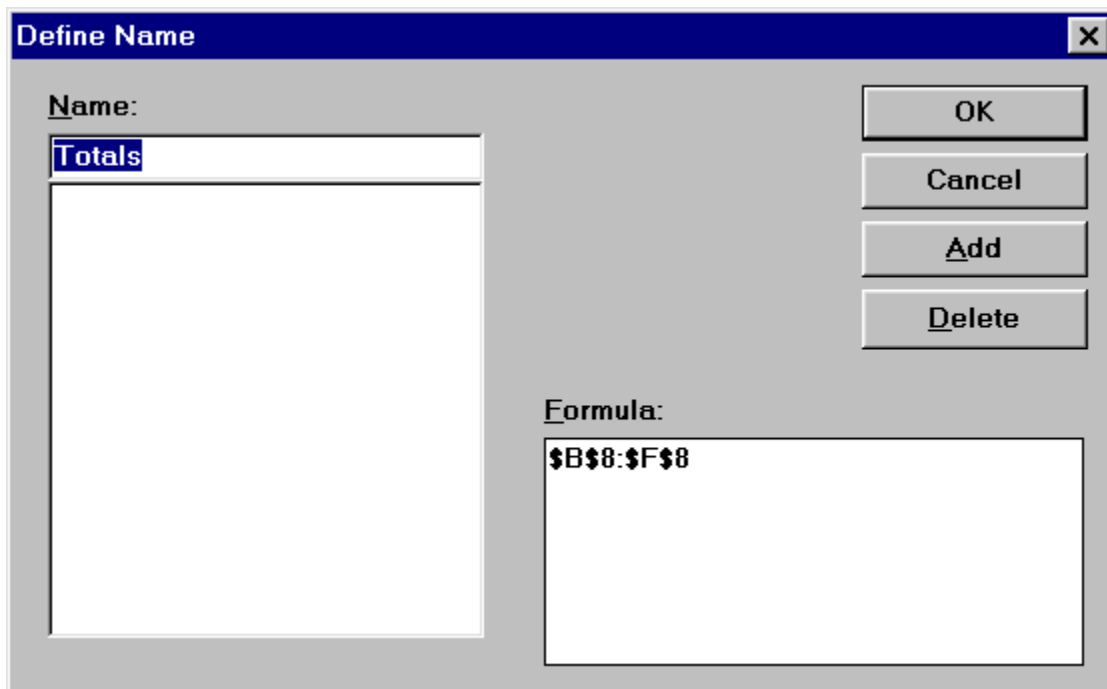 Define Name
Name:
Totals
OK
Cancel
Add
Delete
Formula:
$B$8:$F$8